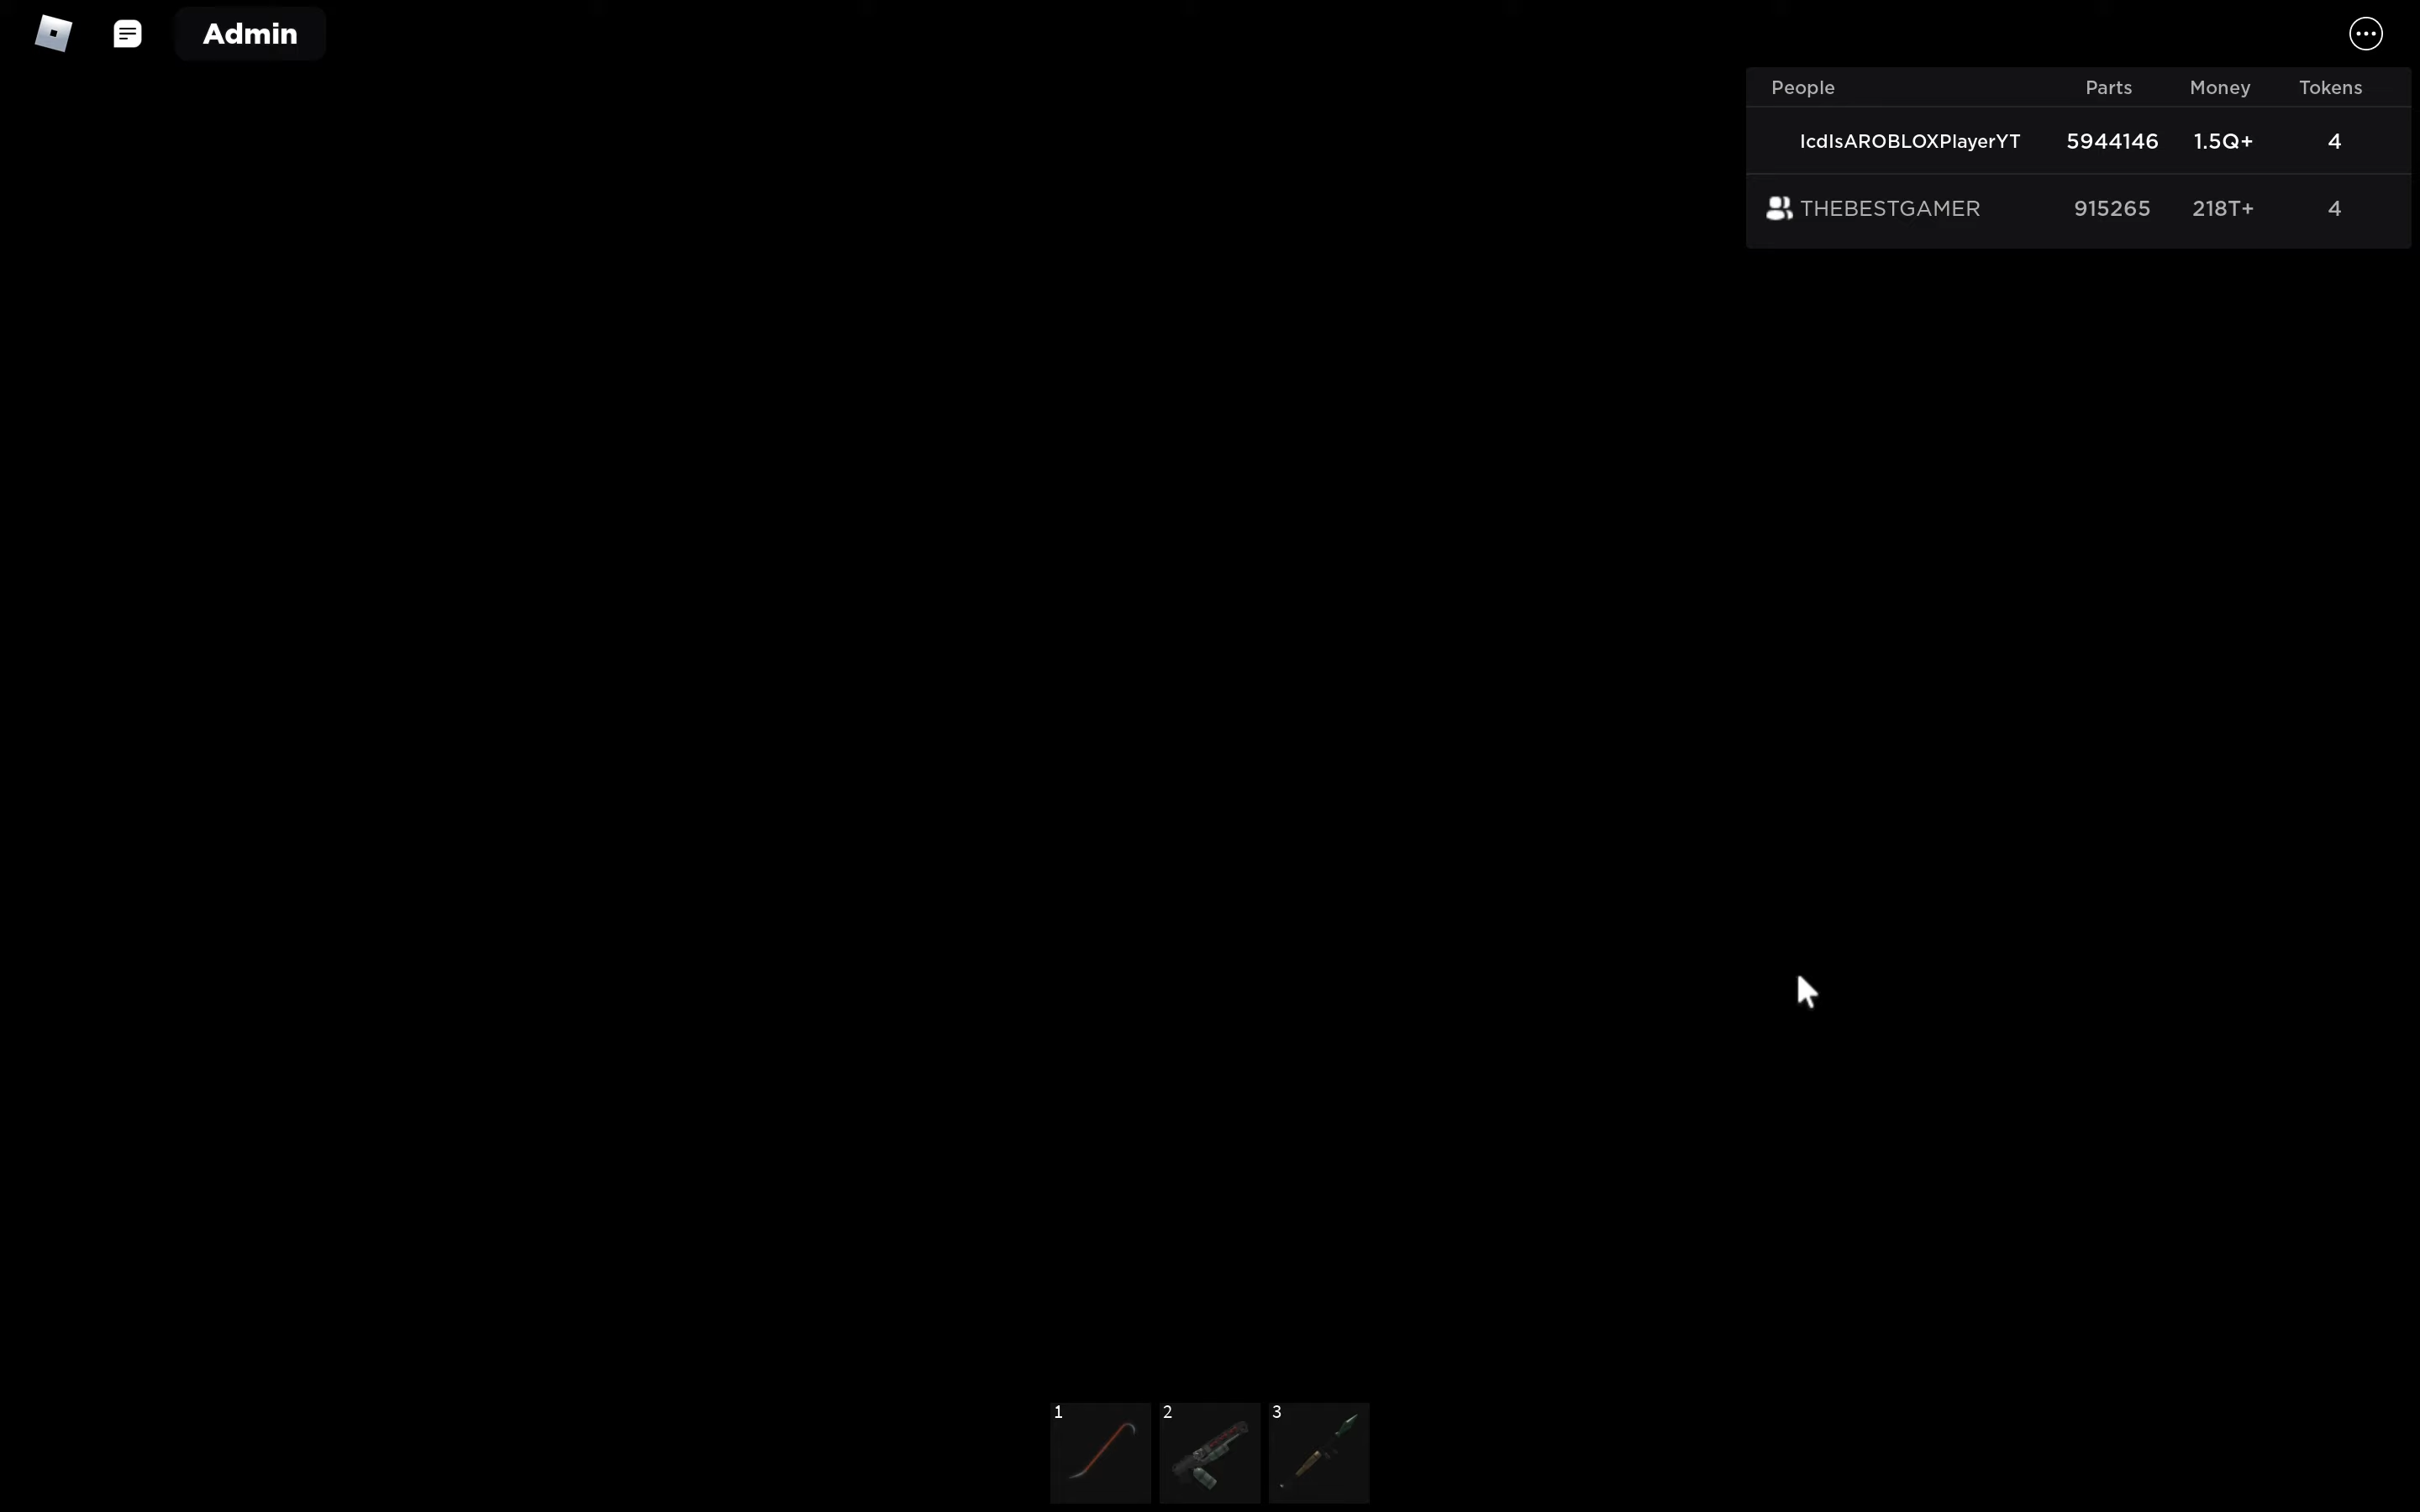 Admin
People Parts Money Tokens
IcdIsAROBLOXPlayerYT 5944146 1.5Q+ 4
THEBESTGAMER 915265 218T+ 4
1 2 3